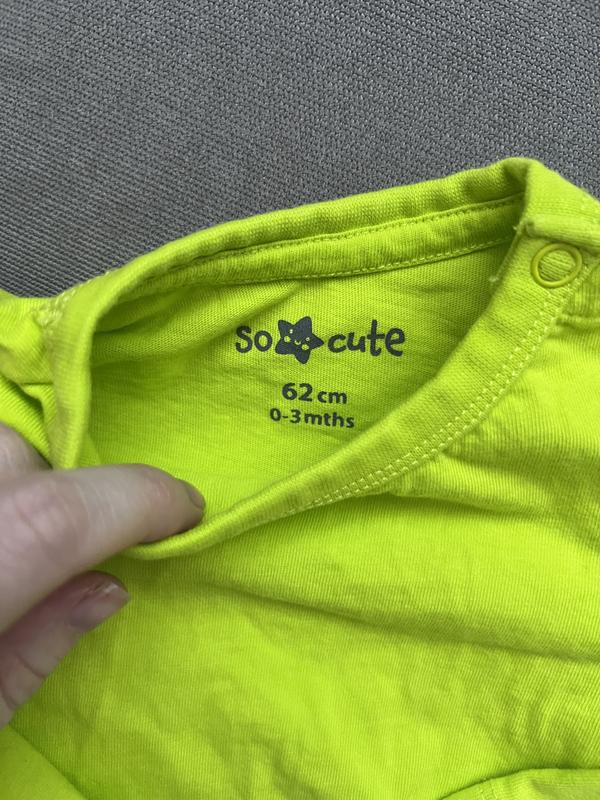 so cute
62 cm
0-3 mths